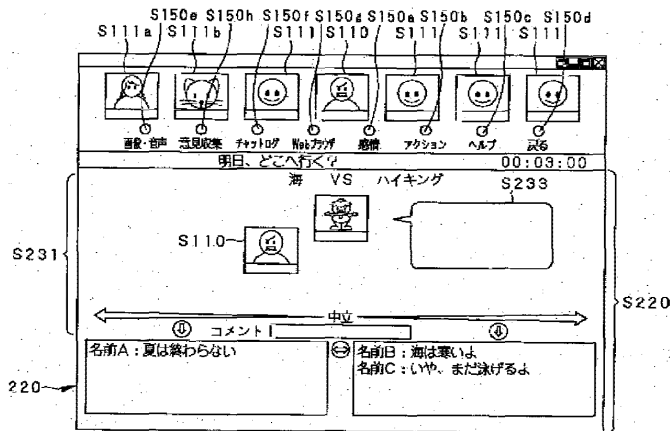 S150e S150h S150f S150g S150a S150b S150c S150d
S111a S111b S111 S110 S111 S111 S111
画像・音声 意見収集 チャットログ Webブラウザ 感情 アクション ヘルプ 戻る
明日、どこへ行く? 00:03:00
海 VS ハイキング S233
S110
S231
S220
中立
コメント
名前A:夏は終わらない
名前B:海は寒いよ
名前C:いや、まだ泳げるよ
220